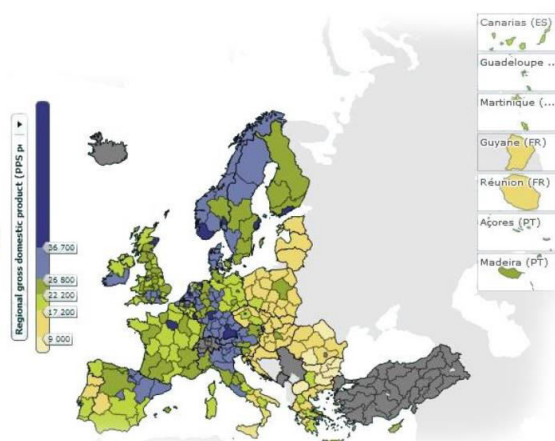 Canarias (ES)
Guadeloupe ...
Martinique (...
Guyane (FR)
Réunion (FR)
Açores (PT)
Madeira (PT)
Regional gross domestic product (PPS p
36 700
26 800
22 200
17 200
9 000